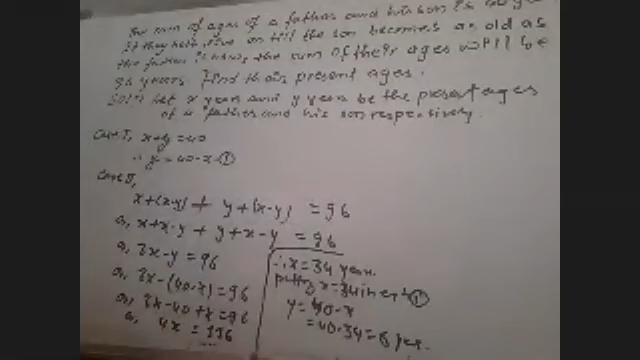 The sum of ages of a father and his son is 40 years
if they both live on till the son becomes as old as
the father is now, the sum of their ages will be
96 years. Find their present ages.
Sol: Let x years and y years be the present ages
of a father and his son respectively.
Case I, x+y=40
∴ y = 40-x-①
Case II,
x+(x-y) + y+(x-y) = 96
or, x+x-y + y+x-y = 96
or, 3x-y = 96
or, 3x-(40-x)=96
or, 3x-40+x=96
or, 4x = 136
∴ x=34 years
putting x=34 in eqn ①
y= 40-x
=40-34=6 yrs.